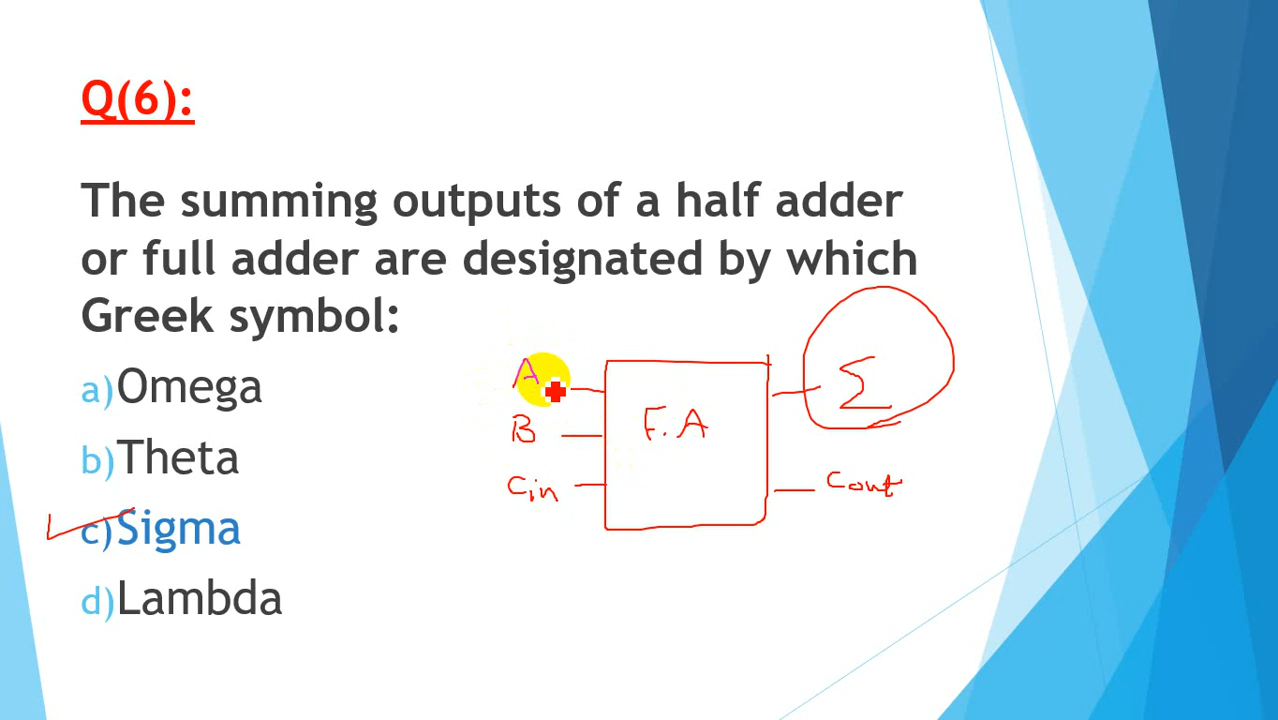 Q(6):
The summing outputs of a half adder
or full adder are designated by which
Greek symbol:
a)Omega
b)Theta
c)Sigma
d)Lambda
A
B
Cin
F.A
Σ
Cout